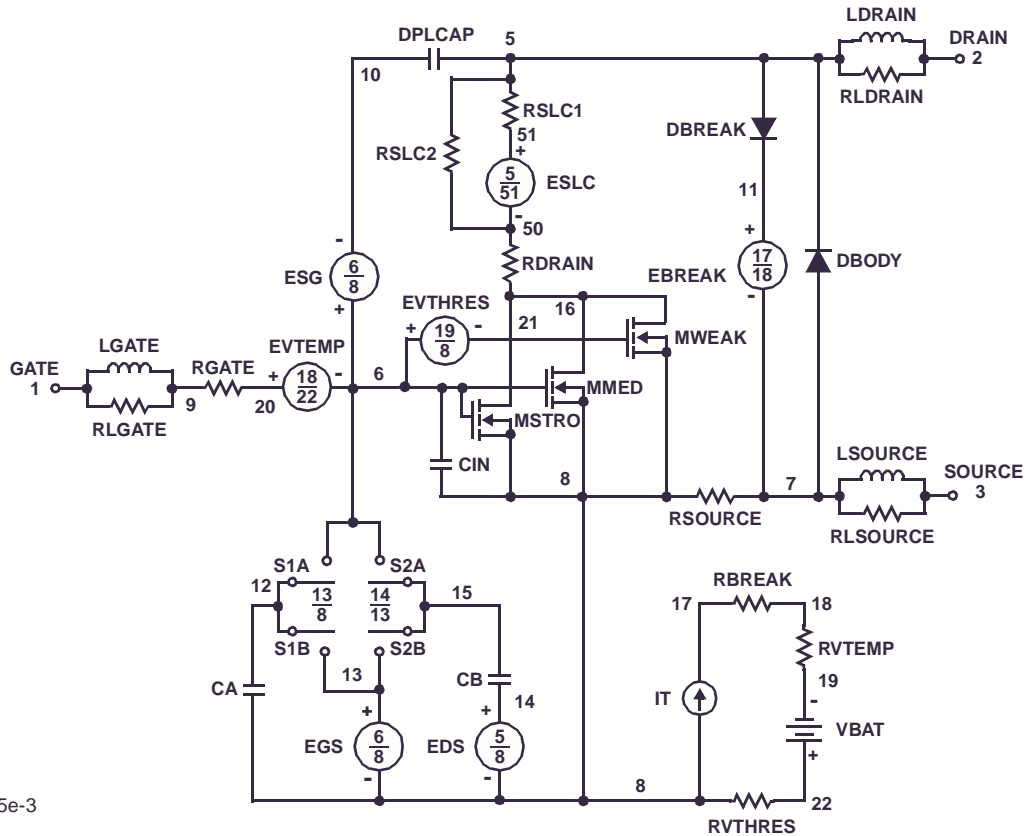 LDRAIN
DPLCAP
5
DRAIN
2
10
RLDRAIN
RSLC1
DBREAK
51
+
RSLC2
5
51
ESLC
11
-
50
-
+
ESG
6
8
RDRAIN
EBREAK
17
18
DBODY
+
EVTHRES
16
-
21
+
19
8
-
MWEAK
LGATE
EVTEMP
GATE
1
RGATE
+
18
22
-
6
MMED
9
20
RLGATE
MSTRO
LSOURCE
CIN
8
7
SOURCE
3
RSOURCE
RLSOURCE
S1A
S2A
12
13
8
14
13
15
RBREAK
17
18
S1B
S2B
RVTEMP
13
CB
19
CA
14
IT
-
+
+
VBAT
EGS
6
8
EDS
5
8
+
-
-
8
22
5e-3
RVTHRES